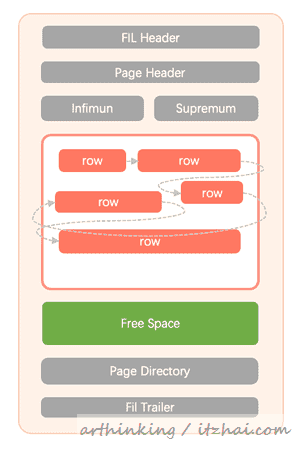 FIL Header
Page Header
Infimun Supremum
row row
row row
row
Free Space
Page Directory
Fil Trailer
arthinking / itzhai.com